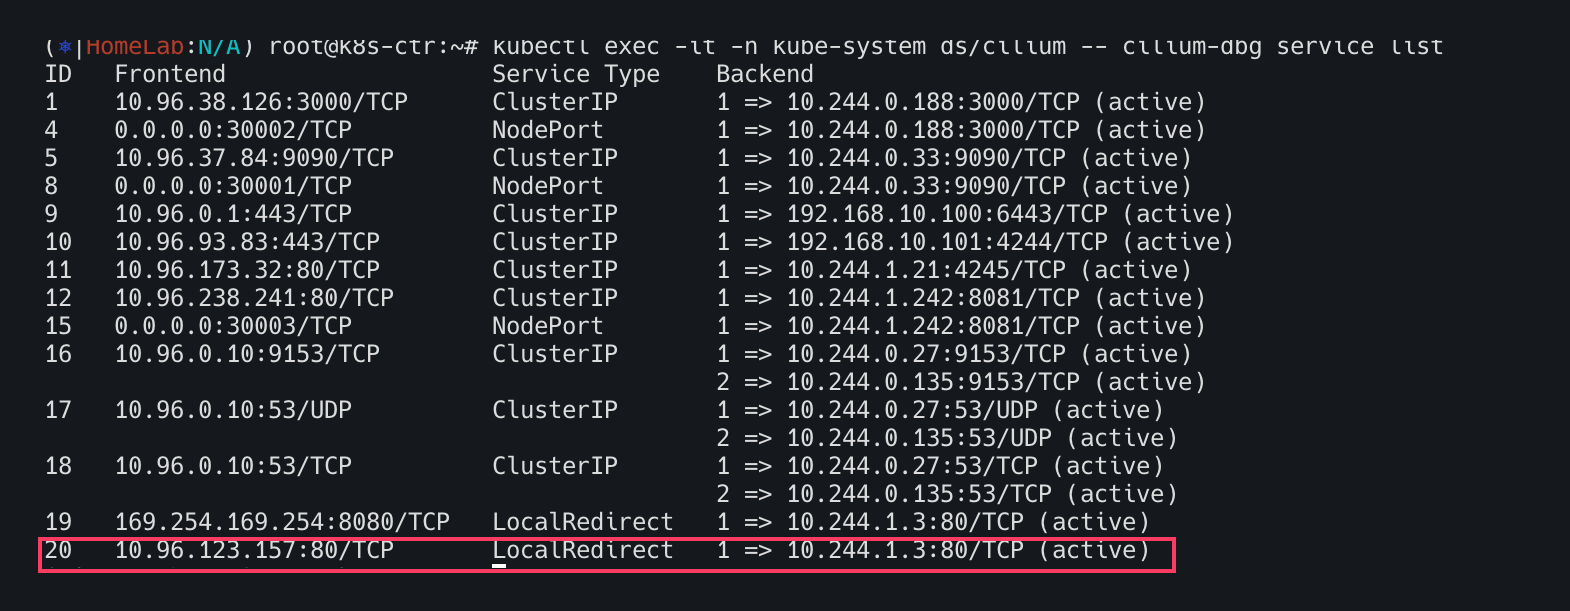 (⎈|HomeLab:N/A) root@k8s-ctr:~# kubectl exec -it -n kube-system ds/cilium -- cilium-dbg service list
ID   Frontend                   Service Type    Backend
1    10.96.38.126:3000/TCP      ClusterIP       1 => 10.244.0.188:3000/TCP (active)
4    0.0.0.0:30002/TCP          NodePort        1 => 10.244.0.188:3000/TCP (active)
5    10.96.37.84:9090/TCP       ClusterIP       1 => 10.244.0.33:9090/TCP (active)
8    0.0.0.0:30001/TCP          NodePort        1 => 10.244.0.33:9090/TCP (active)
9    10.96.0.1:443/TCP          ClusterIP       1 => 192.168.10.100:6443/TCP (active)
10   10.96.93.83:443/TCP        ClusterIP       1 => 192.168.10.101:4244/TCP (active)
11   10.96.173.32:80/TCP        ClusterIP       1 => 10.244.1.21:4245/TCP (active)
12   10.96.238.241:80/TCP       ClusterIP       1 => 10.244.1.242:8081/TCP (active)
15   0.0.0.0:30003/TCP          NodePort        1 => 10.244.1.242:8081/TCP (active)
16   10.96.0.10:9153/TCP        ClusterIP       1 => 10.244.0.27:9153/TCP (active)
                                                2 => 10.244.0.135:9153/TCP (active)
17   10.96.0.10:53/UDP          ClusterIP       1 => 10.244.0.27:53/UDP (active)
                                                2 => 10.244.0.135:53/UDP (active)
18   10.96.0.10:53/TCP          ClusterIP       1 => 10.244.0.27:53/TCP (active)
                                                2 => 10.244.0.135:53/TCP (active)
19   169.254.169.254:8080/TCP   LocalRedirect   1 => 10.244.1.3:80/TCP (active)
20   10.96.123.157:80/TCP       LocalRedirect   1 => 10.244.1.3:80/TCP (active)